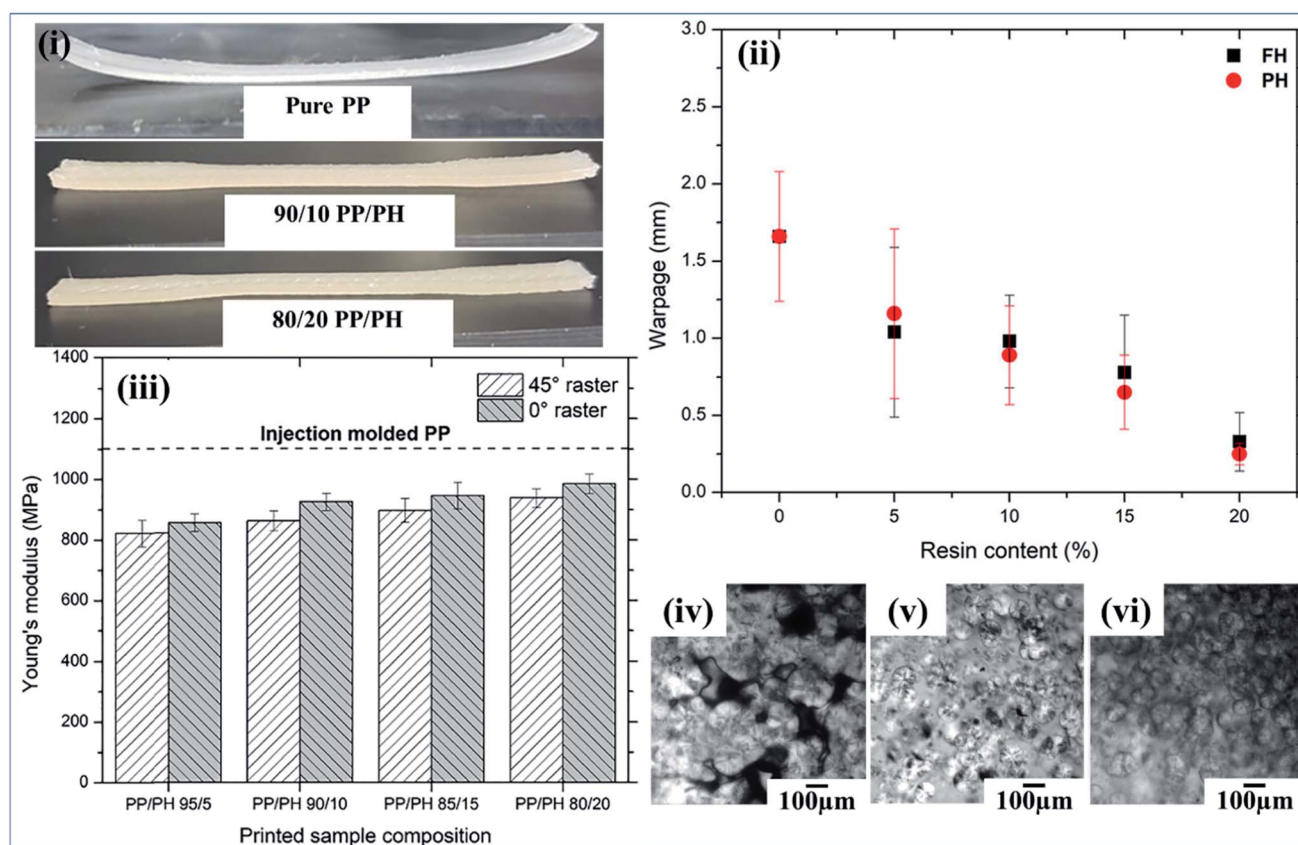 (i)
Pure PP
90/10 PP/PH
80/20 PP/PH
(ii)
3.0
2.5
2.0
1.5
1.0
0.5
0.0
Warpage (mm)
FH
PH
0 5 10 15 20
Resin content (%)
(iii)
1400
1200
1000
800
600
400
200
0
Young's modulus (MPa)
45° raster
0° raster
Injection molded PP
PP/PH 95/5 PP/PH 90/10 PP/PH 85/15 PP/PH 80/20
Printed sample composition
(iv)
100µm
(v)
100µm
(vi)
100µm